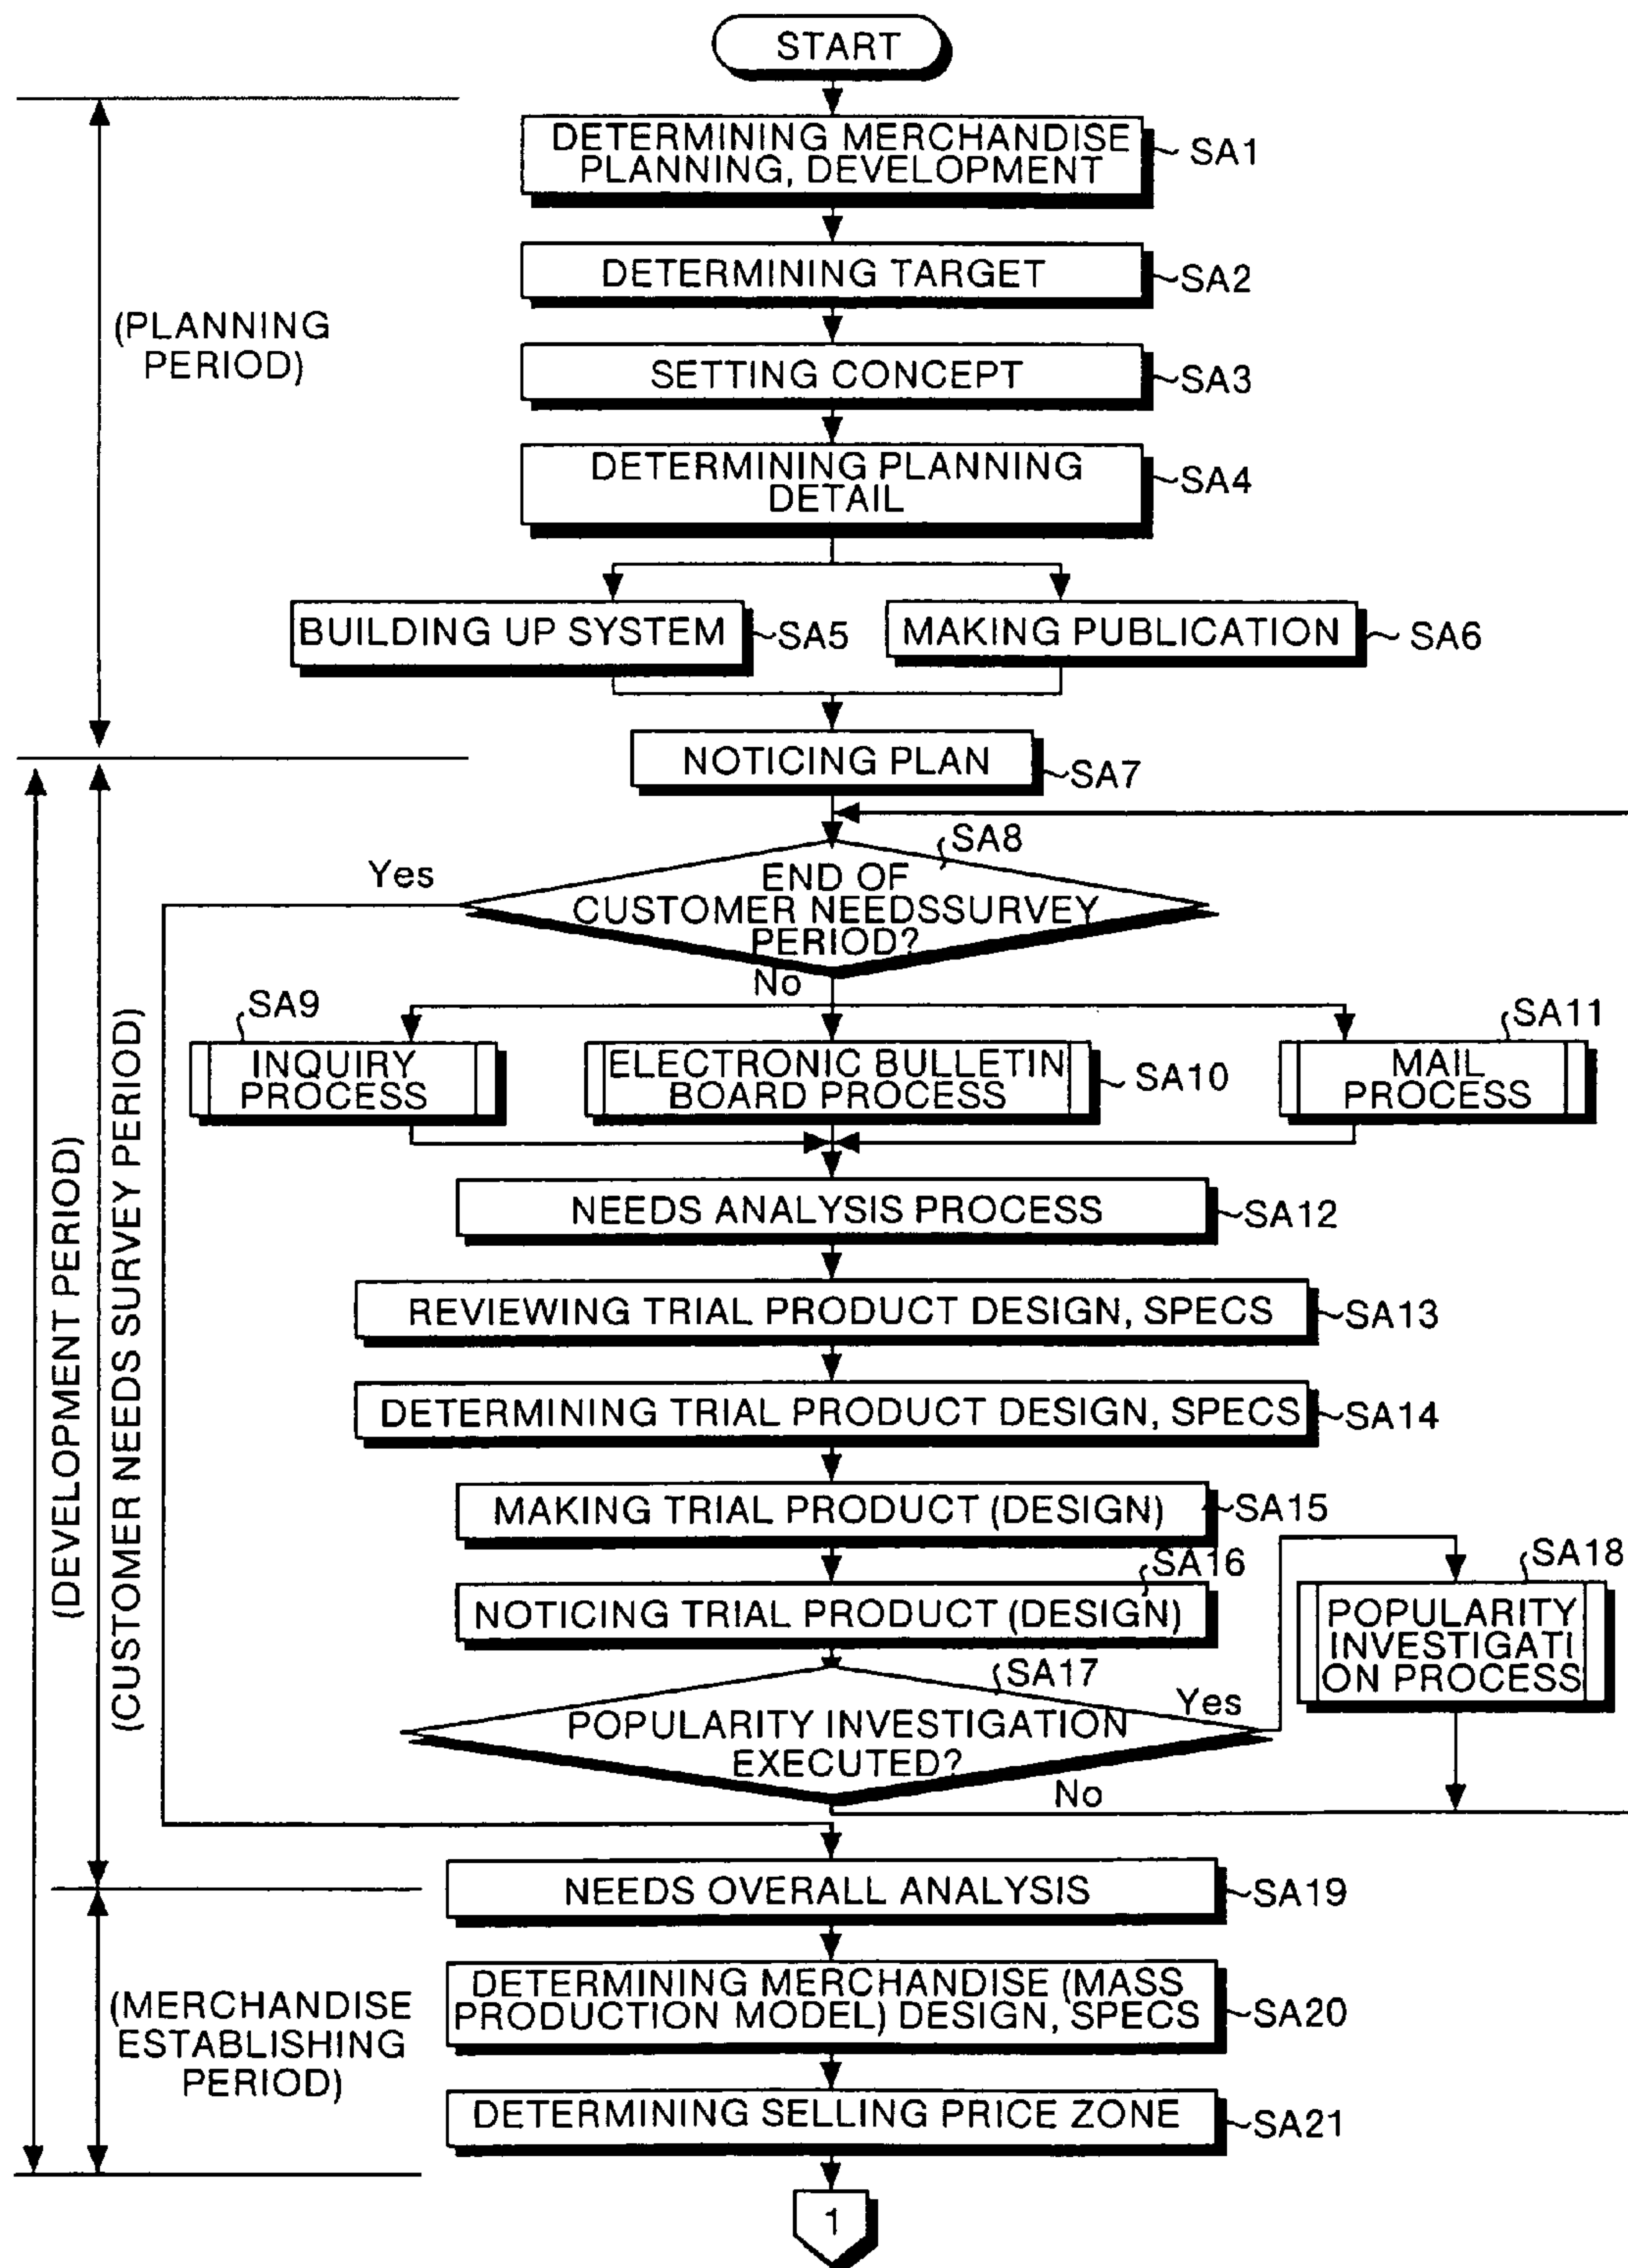 START
DETERMINING MERCHANDISE
PLANNING, DEVELOPMENT
SA1
DETERMINING TARGET
SA2
(PLANNING
PERIOD)
SETTING CONCEPT
SA3
DETERMINING PLANNING
DETAIL
SA4
BUILDING UP SYSTEM
SA5
MAKING PUBLICATION
SA6
NOTICING PLAN
SA7
SA8
Yes
END OF
CUSTOMER NEEDSSURVEY
PERIOD?
No
(DEVELOPMENT PERIOD)
(CUSTOMER NEEDS SURVEY PERIOD)
SA9
INQUIRY
PROCESS
ELECTRONIC BULLETIN
BOARD PROCESS
SA10
SA11
MAIL
PROCESS
NEEDS ANALYSIS PROCESS
SA12
REVIEWING TRIAL PRODUCT DESIGN, SPECS
SA13
DETERMINING TRIAL PRODUCT DESIGN, SPECS
SA14
MAKING TRIAL PRODUCT (DESIGN)
SA15
SA16
NOTICING TRIAL PRODUCT (DESIGN)
SA18
POPULARITY
INVESTIGATI
ON PROCESS
SA17
Yes
POPULARITY INVESTIGATION
EXECUTED?
No
NEEDS OVERALL ANALYSIS
SA19
(MERCHANDISE
ESTABLISHING
PERIOD)
DETERMINING MERCHANDISE (MASS
PRODUCTION MODEL) DESIGN, SPECS
SA20
DETERMINING SELLING PRICE ZONE
SA21
1